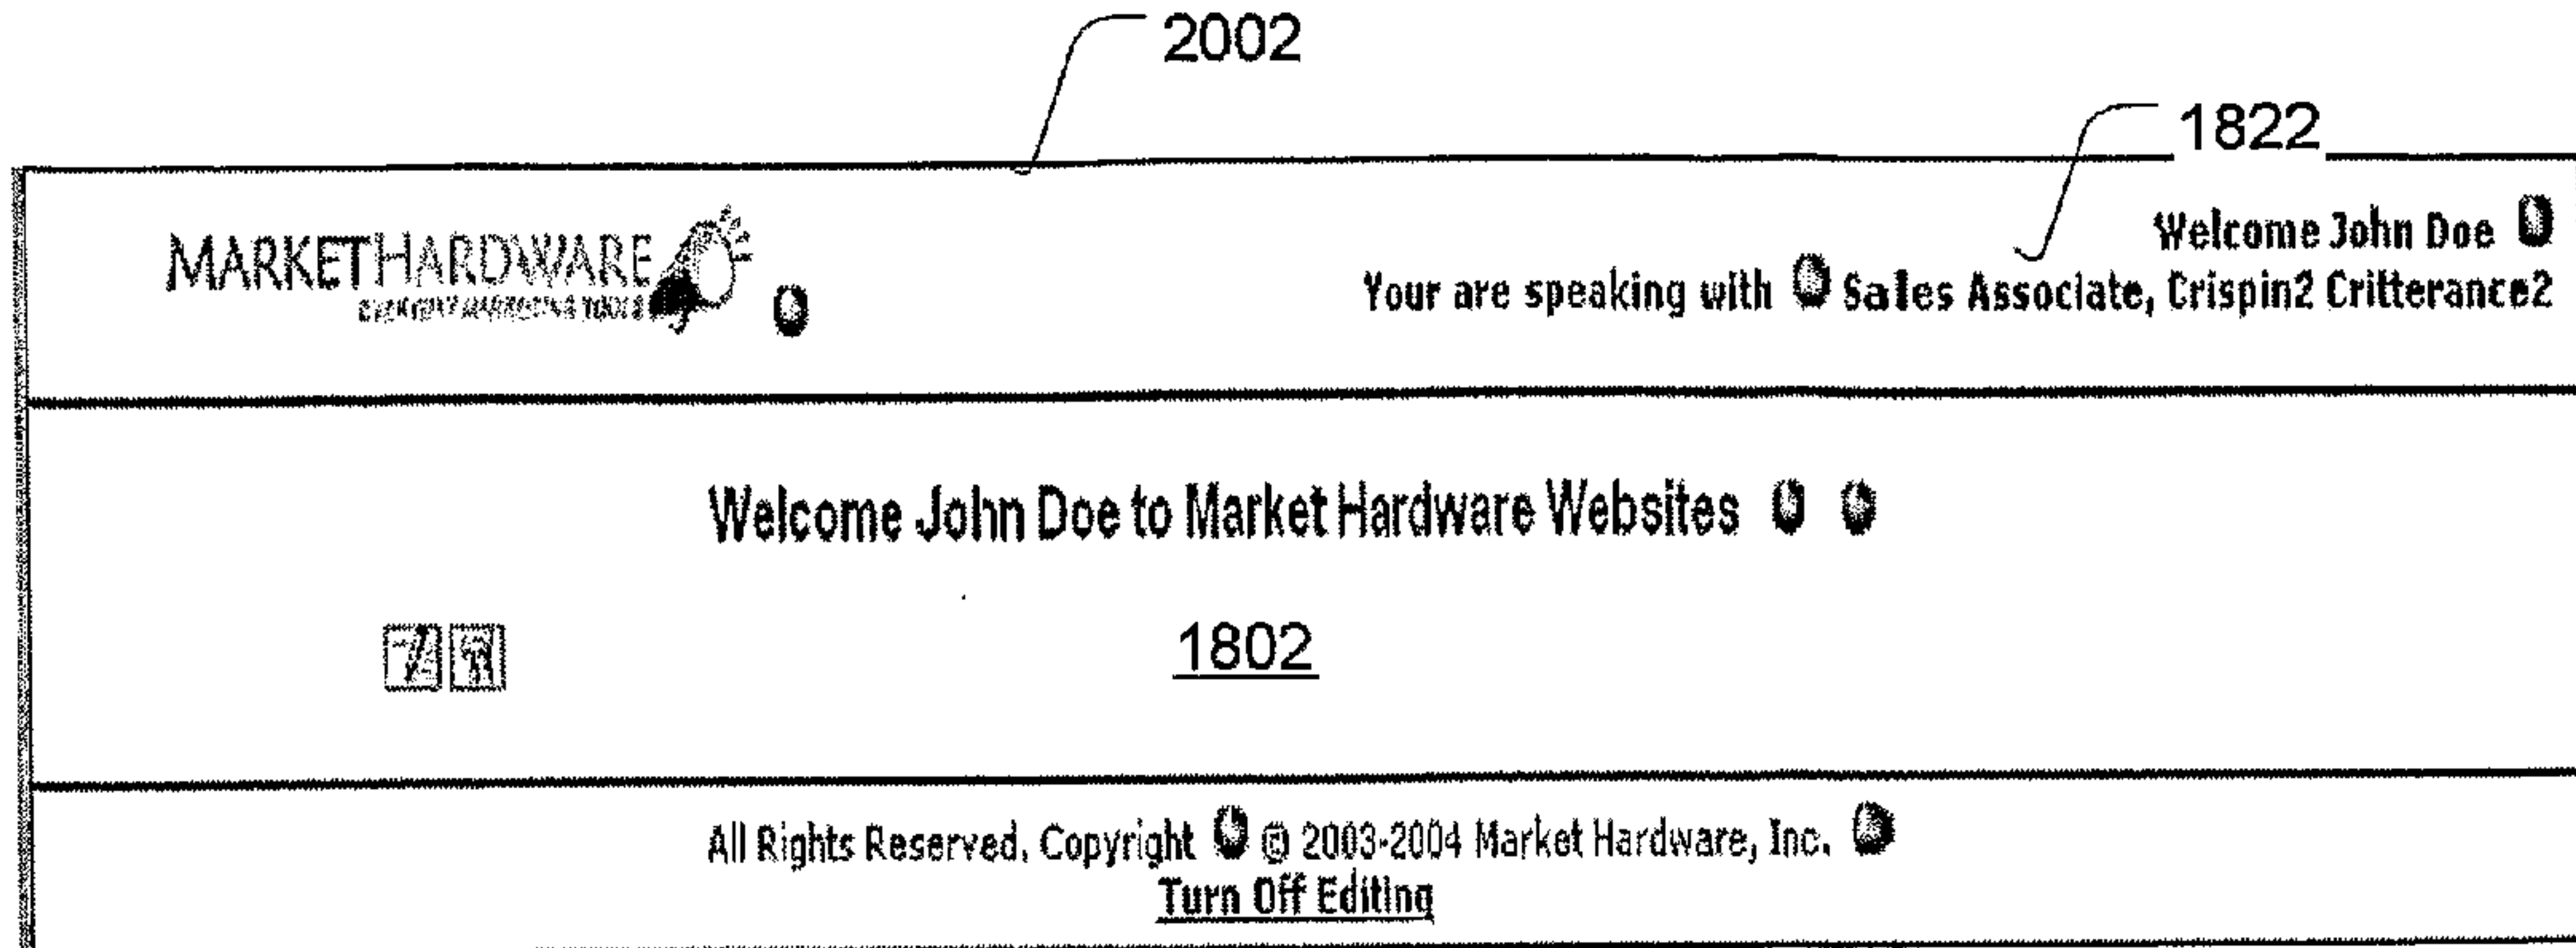 2002
1822
MARKETHARDWARE
Welcome John Doe
Your are speaking with Sales Associate, Crispin2 Critterance2
Welcome John Doe to Market Hardware Websites
1802
All Rights Reserved. Copyright © 2003-2004 Market Hardware, Inc.
Turn Off Editing